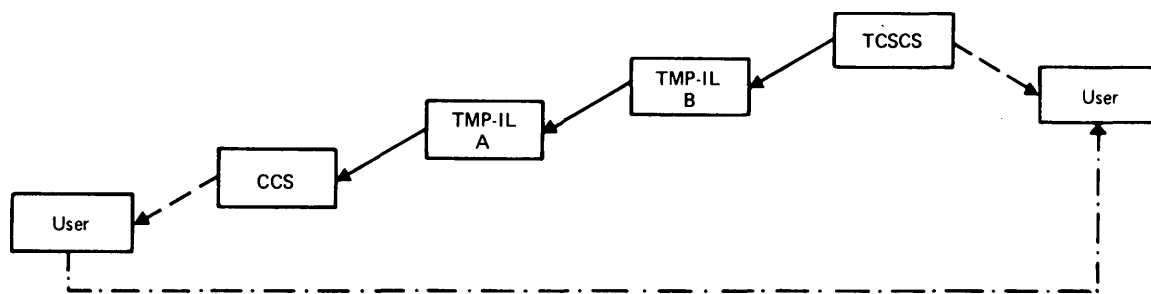 TCSCS
TMP-IL
B
User
TMP-IL
A
CCS
User